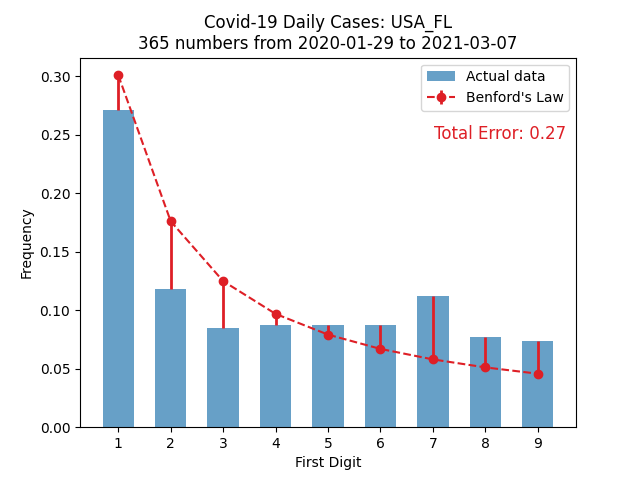 Covid-19 Daily Cases: USA_FL
365 numbers from 2020-01-29 to 2021-03-07
Actual data
Benford's Law
Total Error: 0.27
0.30
0.25
0.20
0.15
0.10
0.05
0.00
Frequency
1 2 3 4 5 6 7 8 9
First Digit